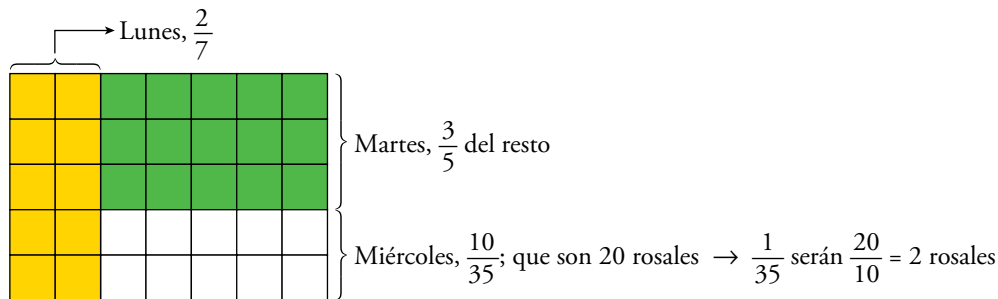 Lunes, 2/7
Martes, 3/5 del resto
Miércoles, 10/35; que son 20 rosales → 1/35 serán 20/10 = 2 rosales